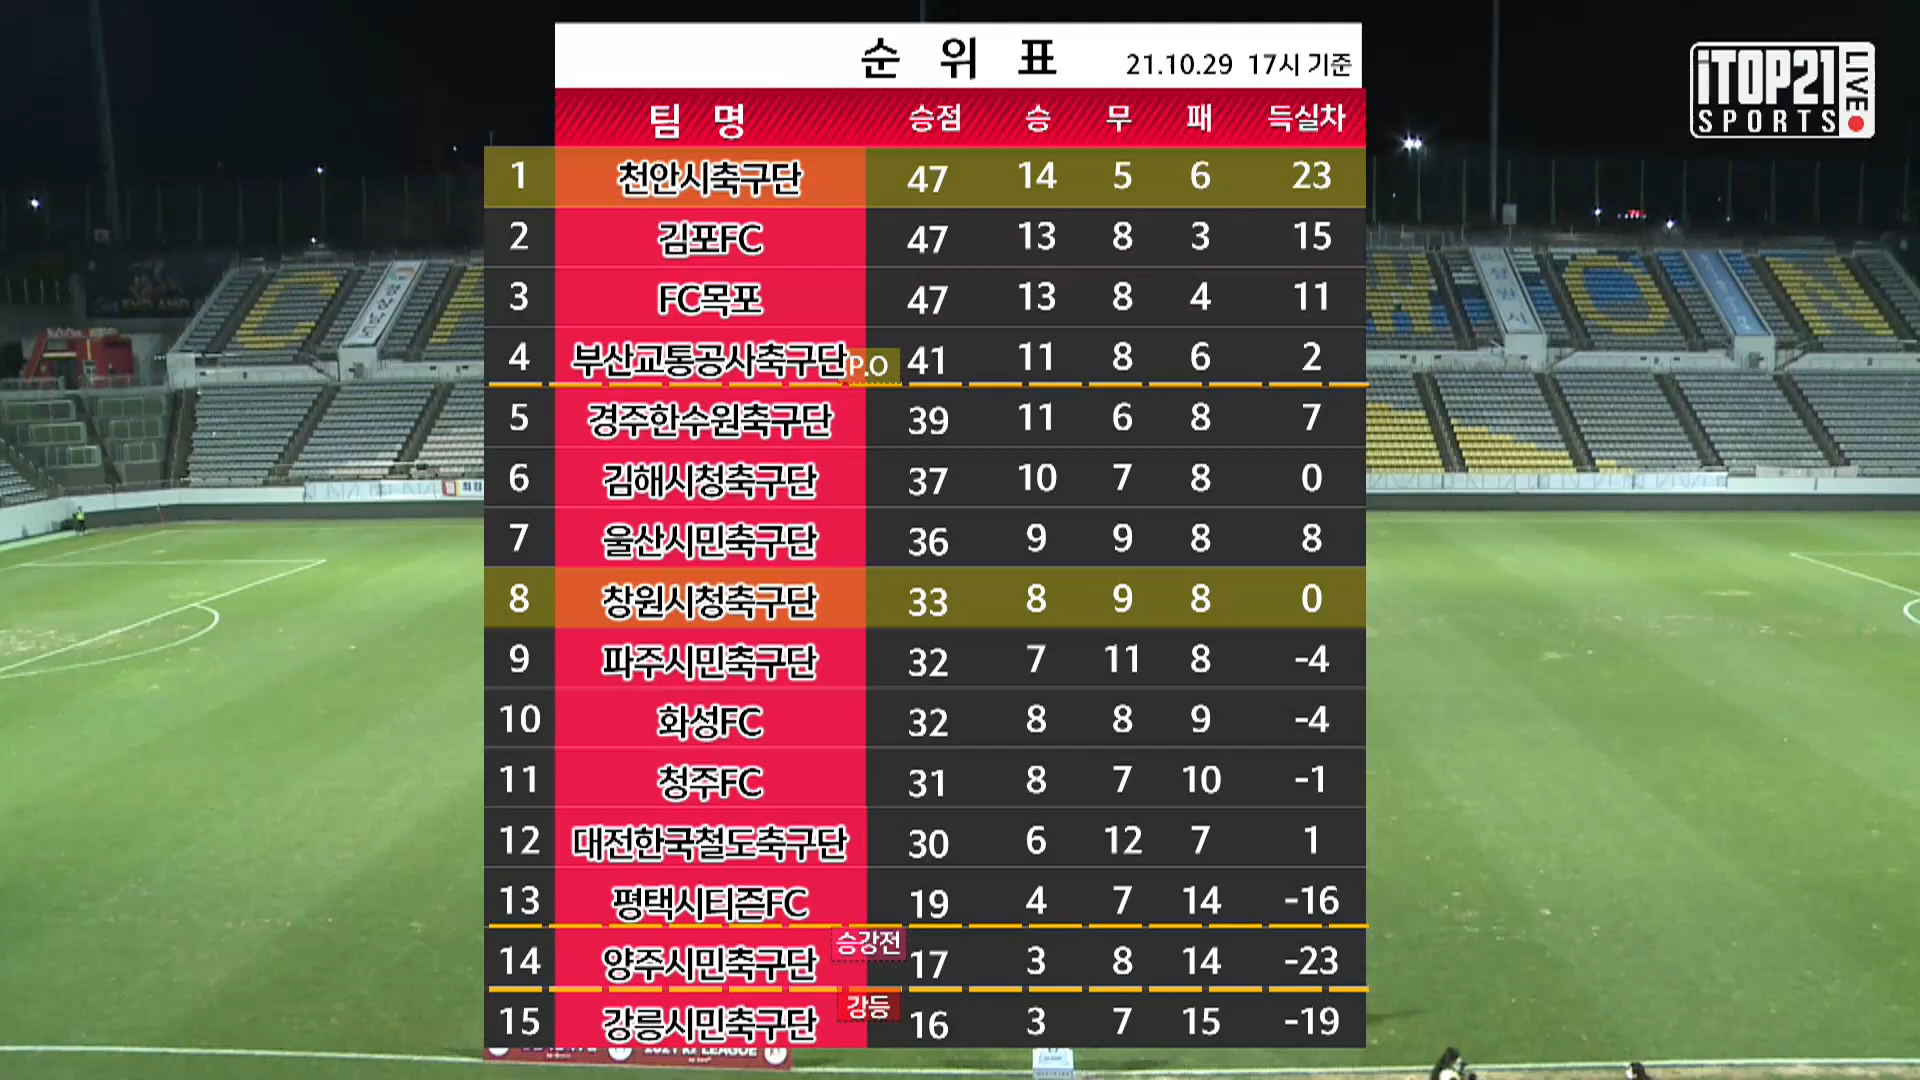 순 위 표 21.10.29 17시 기준
iTOP21 SPORTS LIVE
팀 명 승점 승 무 패 득실차
1 천안시축구단 47 14 5 6 23
2 김포FC 47 13 8 3 15
3 FC목포 47 13 8 4 11
4 부산교통공사축구단 P.O 41 11 8 6 2
5 경주한수원축구단 39 11 6 8 7
6 김해시청축구단 37 10 7 8 0
7 울산시민축구단 36 9 9 8 8
8 창원시청축구단 33 8 9 8 0
9 파주시민축구단 32 7 11 8 -4
10 화성FC 32 8 8 9 -4
11 청주FC 31 8 7 10 -1
12 대전한국철도축구단 30 6 12 7 1
13 평택시티즌FC 19 4 7 14 -16
승강전
14 양주시민축구단 17 3 8 14 -23
강등
15 강릉시민축구단 16 3 7 15 -19